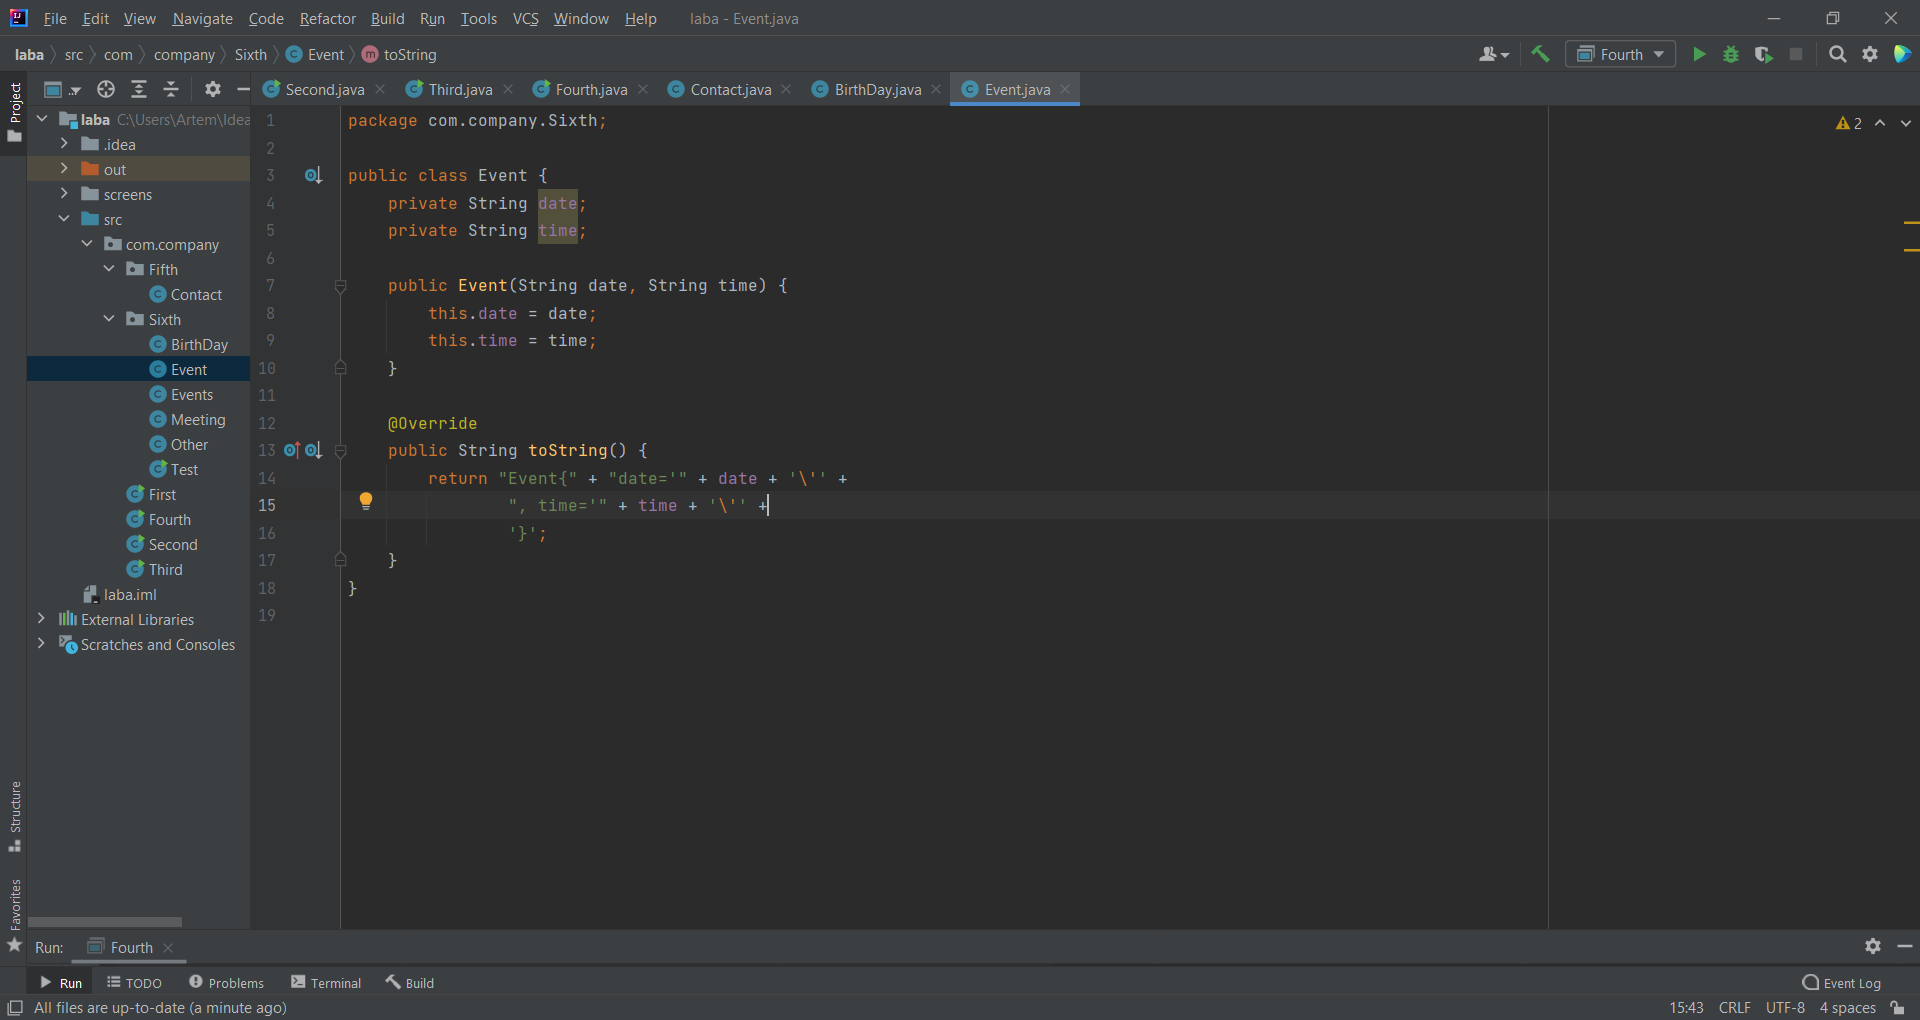 File Edit View Navigate Code Refactor Build Run Tools VCS Window Help laba - Event.java
laba src com company Sixth Event toString Fourth
Project
Second.java Third.java Fourth.java Contact.java BirthDay.java Event.java
laba C:\Users\Artem\Idea
.idea
out
screens
src
com.company
Fifth
Contact
Sixth
BirthDay
Event
Events
Meeting
Other
Test
First
Fourth
Second
Third
laba.iml
External Libraries
Scratches and Consoles
2
1 package com.company.Sixth;
2
3 public class Event {
4     private String date;
5     private String time;
6
7     public Event(String date, String time) {
8         this.date = date;
9         this.time = time;
10     }
11
12     @Override
13     public String toString() {
14         return "Event{" + "date='" + date + '\'' +
15                 ", time='" + time + '\'' +
16                 '}';
17     }
18 }
19
Structure
Favorites
Run: Fourth
Run TODO Problems Terminal Build Event Log
All files are up-to-date (a minute ago) 15:43 CRLF UTF-8 4 spaces